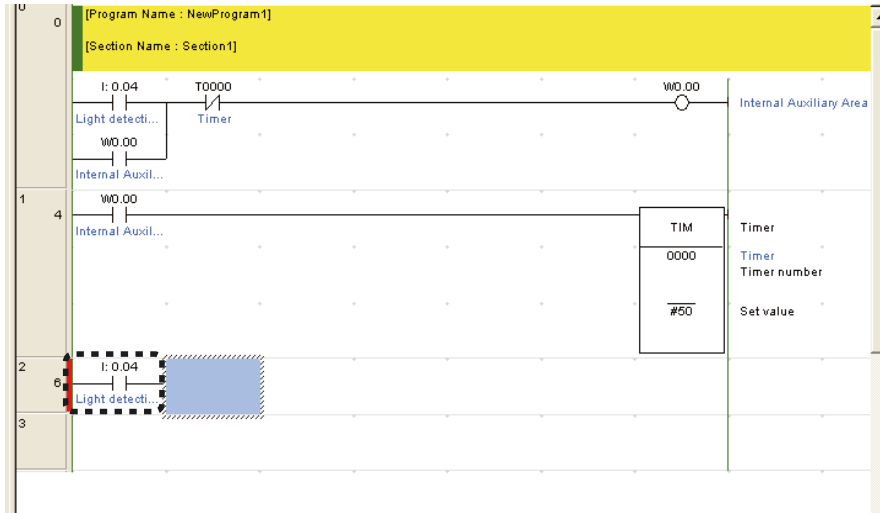 0
0
[Program Name : NewProgram1]
[Section Name : Section1]
I: 0.04 T0000 W0.00
Light detecti... Timer Internal Auxiliary Area
W0.00
Internal Auxil...
1
4
W0.00
Internal Auxil...
TIM Timer
0000 Timer
Timer number
#50 Set value
2
6
I: 0.04
Light detecti...
3